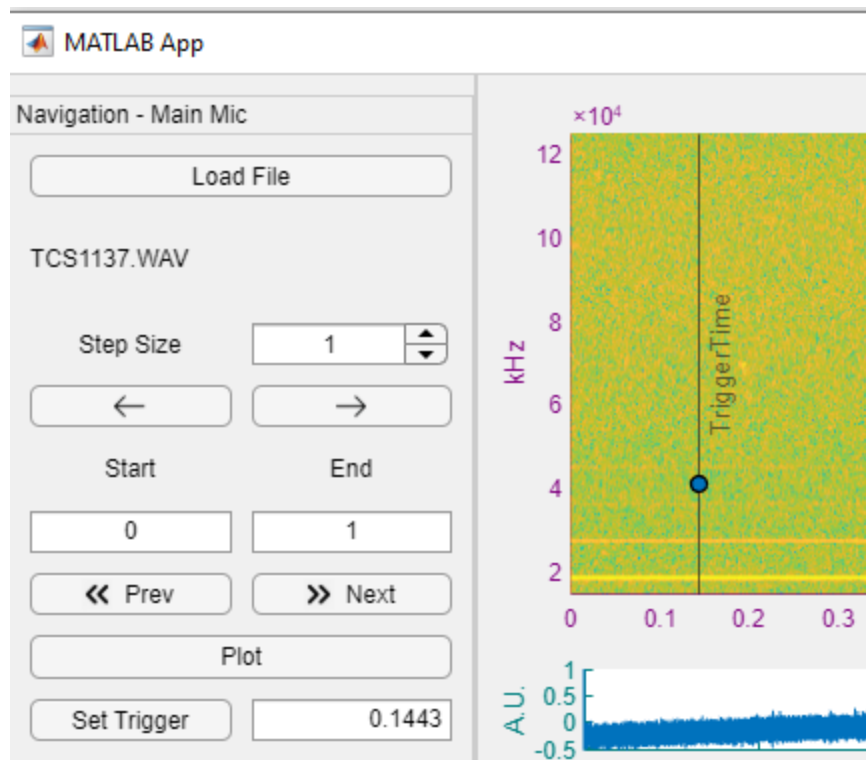 MATLAB App
Navigation - Main Mic
Load File
TCS1137.WAV
Step Size 1
← →
Start End
0 1
« Prev » Next
Plot
Set Trigger 0.1443
×10⁴
12
10
8
6
4
2
kHz
TriggerTime
0 0.1 0.2 0.3
1
0.5
0
-0.5
A.U.